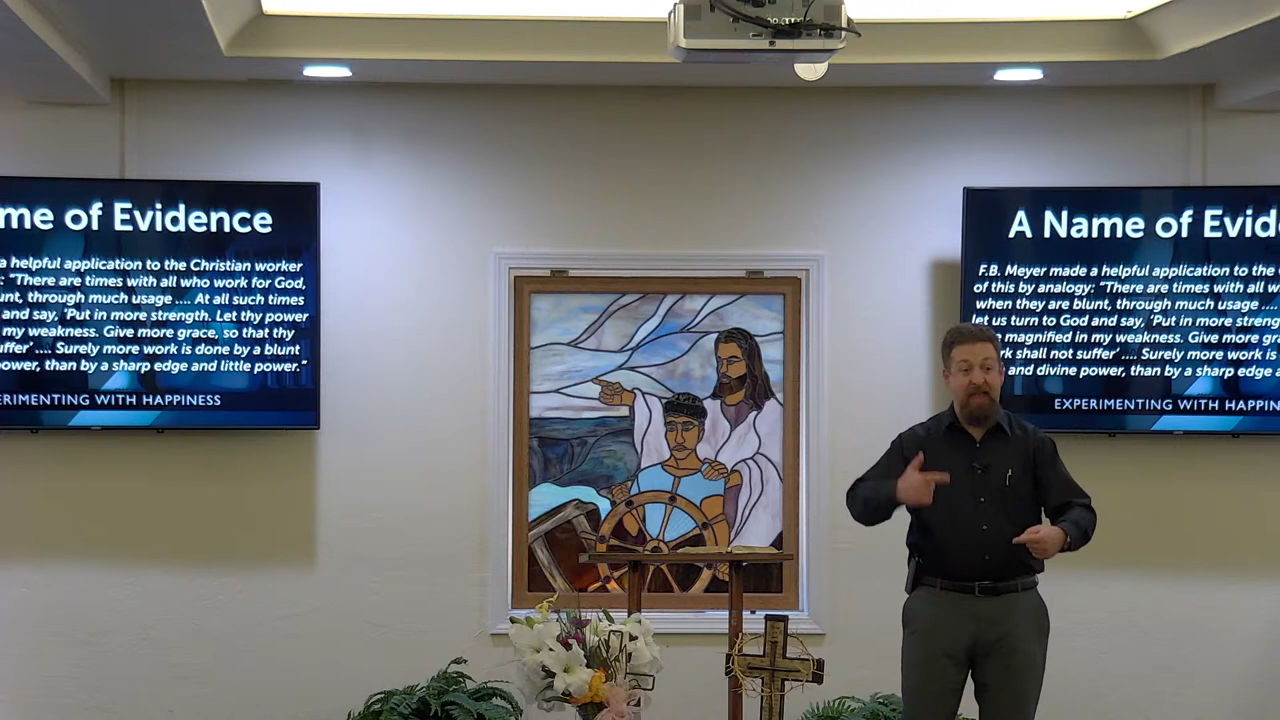 me of Evidence
a helpful application to the Christian worker
: “There are times with all who work for God,
unt, through much usage .... At all such times
and say, ‘Put in more strength. Let thy power
my weakness. Give more grace, so that thy
uffer’ .... Surely more work is done by a blunt
ower, than by a sharp edge and little power.”
ERIMENTING WITH HAPPINESS
A Name of Evid
F.B. Meyer made a helpful application to the
of this by analogy: “There are times with all w
when they are blunt, through much usage ....
let us turn to God and say, ‘Put in more streng
e magnified in my weakness. Give more gra
rk shall not suffer’ .... Surely more work is
and divine power, than by a sharp edge a
EXPERIMENTING WITH HAPPIN